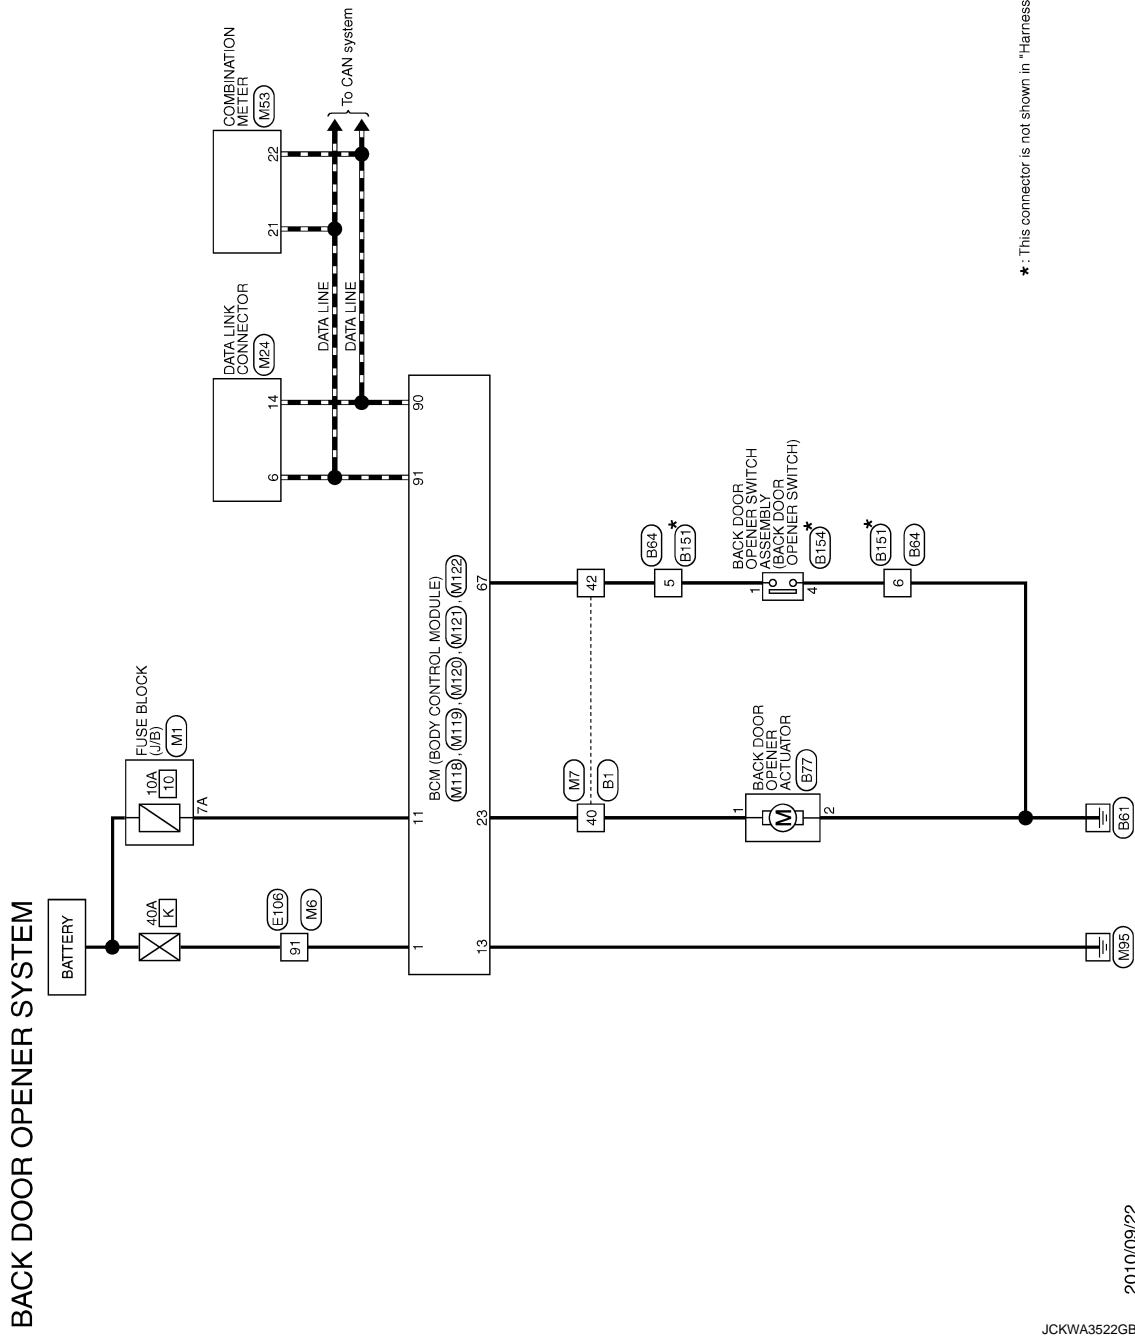 BACK DOOR OPENER SYSTEM
BATTERY
40A
K
FUSE BLOCK
(J/B)
M1
10A
10
7A
E106
M6
91
DATA LINK
CONNECTOR
M24
6
14
COMBINATION
METER
M53
21
22
DATA LINE
DATA LINE
To CAN system
1
11
91
90
BCM (BODY CONTROL MODULE)
M118 , M119 , M120 , M121 , M122
13
23
67
M7
B1
40
42
B64
B151 *
5
BACK DOOR
OPENER
ACTUATOR
B77
1
M
2
BACK DOOR
OPENER SWITCH
ASSEMBLY
(BACK DOOR
OPENER SWITCH)
B154 *
1
4
B151 *
B64
6
M95
B61
* : This connector is not shown in "Harness
2010/09/22
JCKWA3522GB